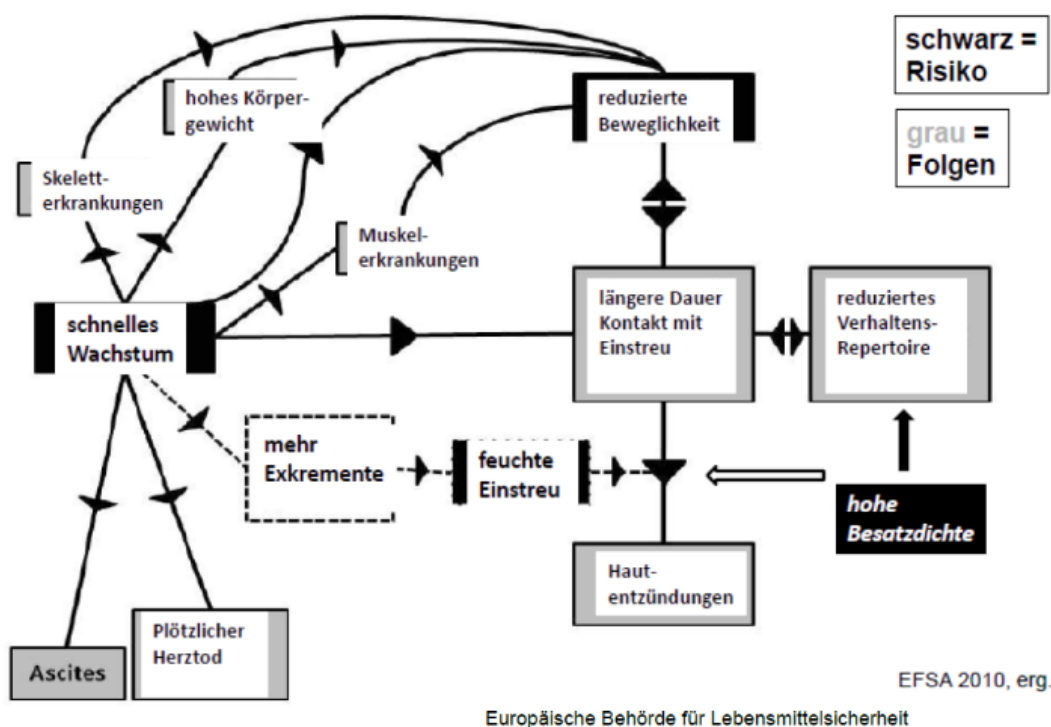 schwarz =
Risiko
grau =
Folgen
hohes Körper-
gewicht
reduzierte
Beweglichkeit
Skelett-
erkrankungen
Muskel-
erkrankungen
schnelles
Wachstum
längere Dauer
Kontakt mit
Einstreu
reduziertes
Verhaltens-
Repertoire
mehr
Exkremente
feuchte
Einstreu
hohe
Besatzdichte
Haut-
entzündungen
Plötzlicher
Herztod
Ascites
EFSA 2010, erg.
Europäische Behörde für Lebensmittelsicherheit